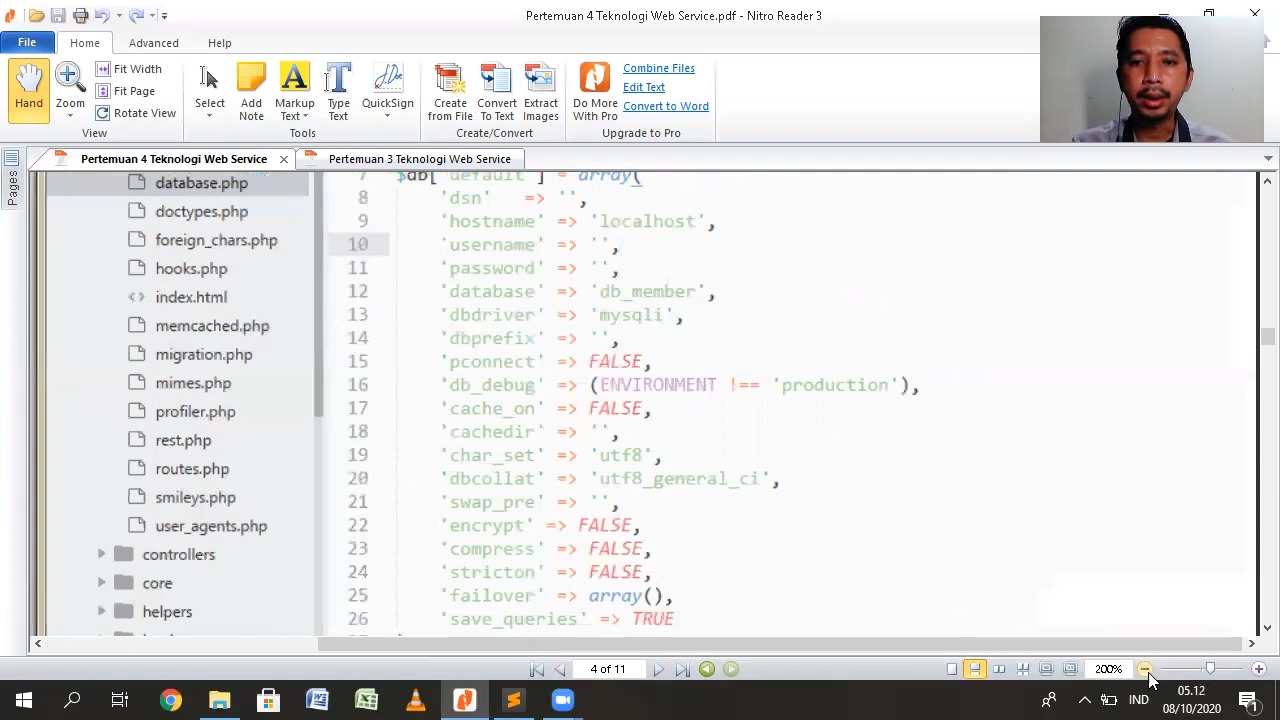 Pertemuan 4 Teknologi Web Service.pdf - Nitro Reader 3
File Home Advanced Help
Hand
Zoom
Fit Width
Fit Page
Rotate View
View
Select
Add Note
Markup Text
Type Text
QuickSign
Tools
Create from File
Convert To Text
Extract Images
Create/Convert
Do More With Pro
Combine Files
Edit Text
Convert to Word
Upgrade to Pro
Pertemuan 4 Teknologi Web Service
Pertemuan 3 Teknologi Web Service
Pages
database.php
doctypes.php
foreign_chars.php
hooks.php
index.html
memcached.php
migration.php
mimes.php
profiler.php
rest.php
routes.php
smileys.php
user_agents.php
controllers
core
helpers
7 $db['default'] = array(
8 'dsn' => '',
9 'hostname' => 'localhost',
10 'username' => '',
11 'password' => '',
12 'database' => 'db_member',
13 'dbdriver' => 'mysqli',
14 'dbprefix' => '',
15 'pconnect' => FALSE,
16 'db_debug' => (ENVIRONMENT !== 'production'),
17 'cache_on' => FALSE,
18 'cachedir' => '',
19 'char_set' => 'utf8',
20 'dbcollat' => 'utf8_general_ci',
21 'swap_pre' => '',
22 'encrypt' => FALSE,
23 'compress' => FALSE,
24 'stricton' => FALSE,
25 'failover' => array(),
26 'save_queries' => TRUE
4 of 11
200%
IND
05.12
08/10/2020